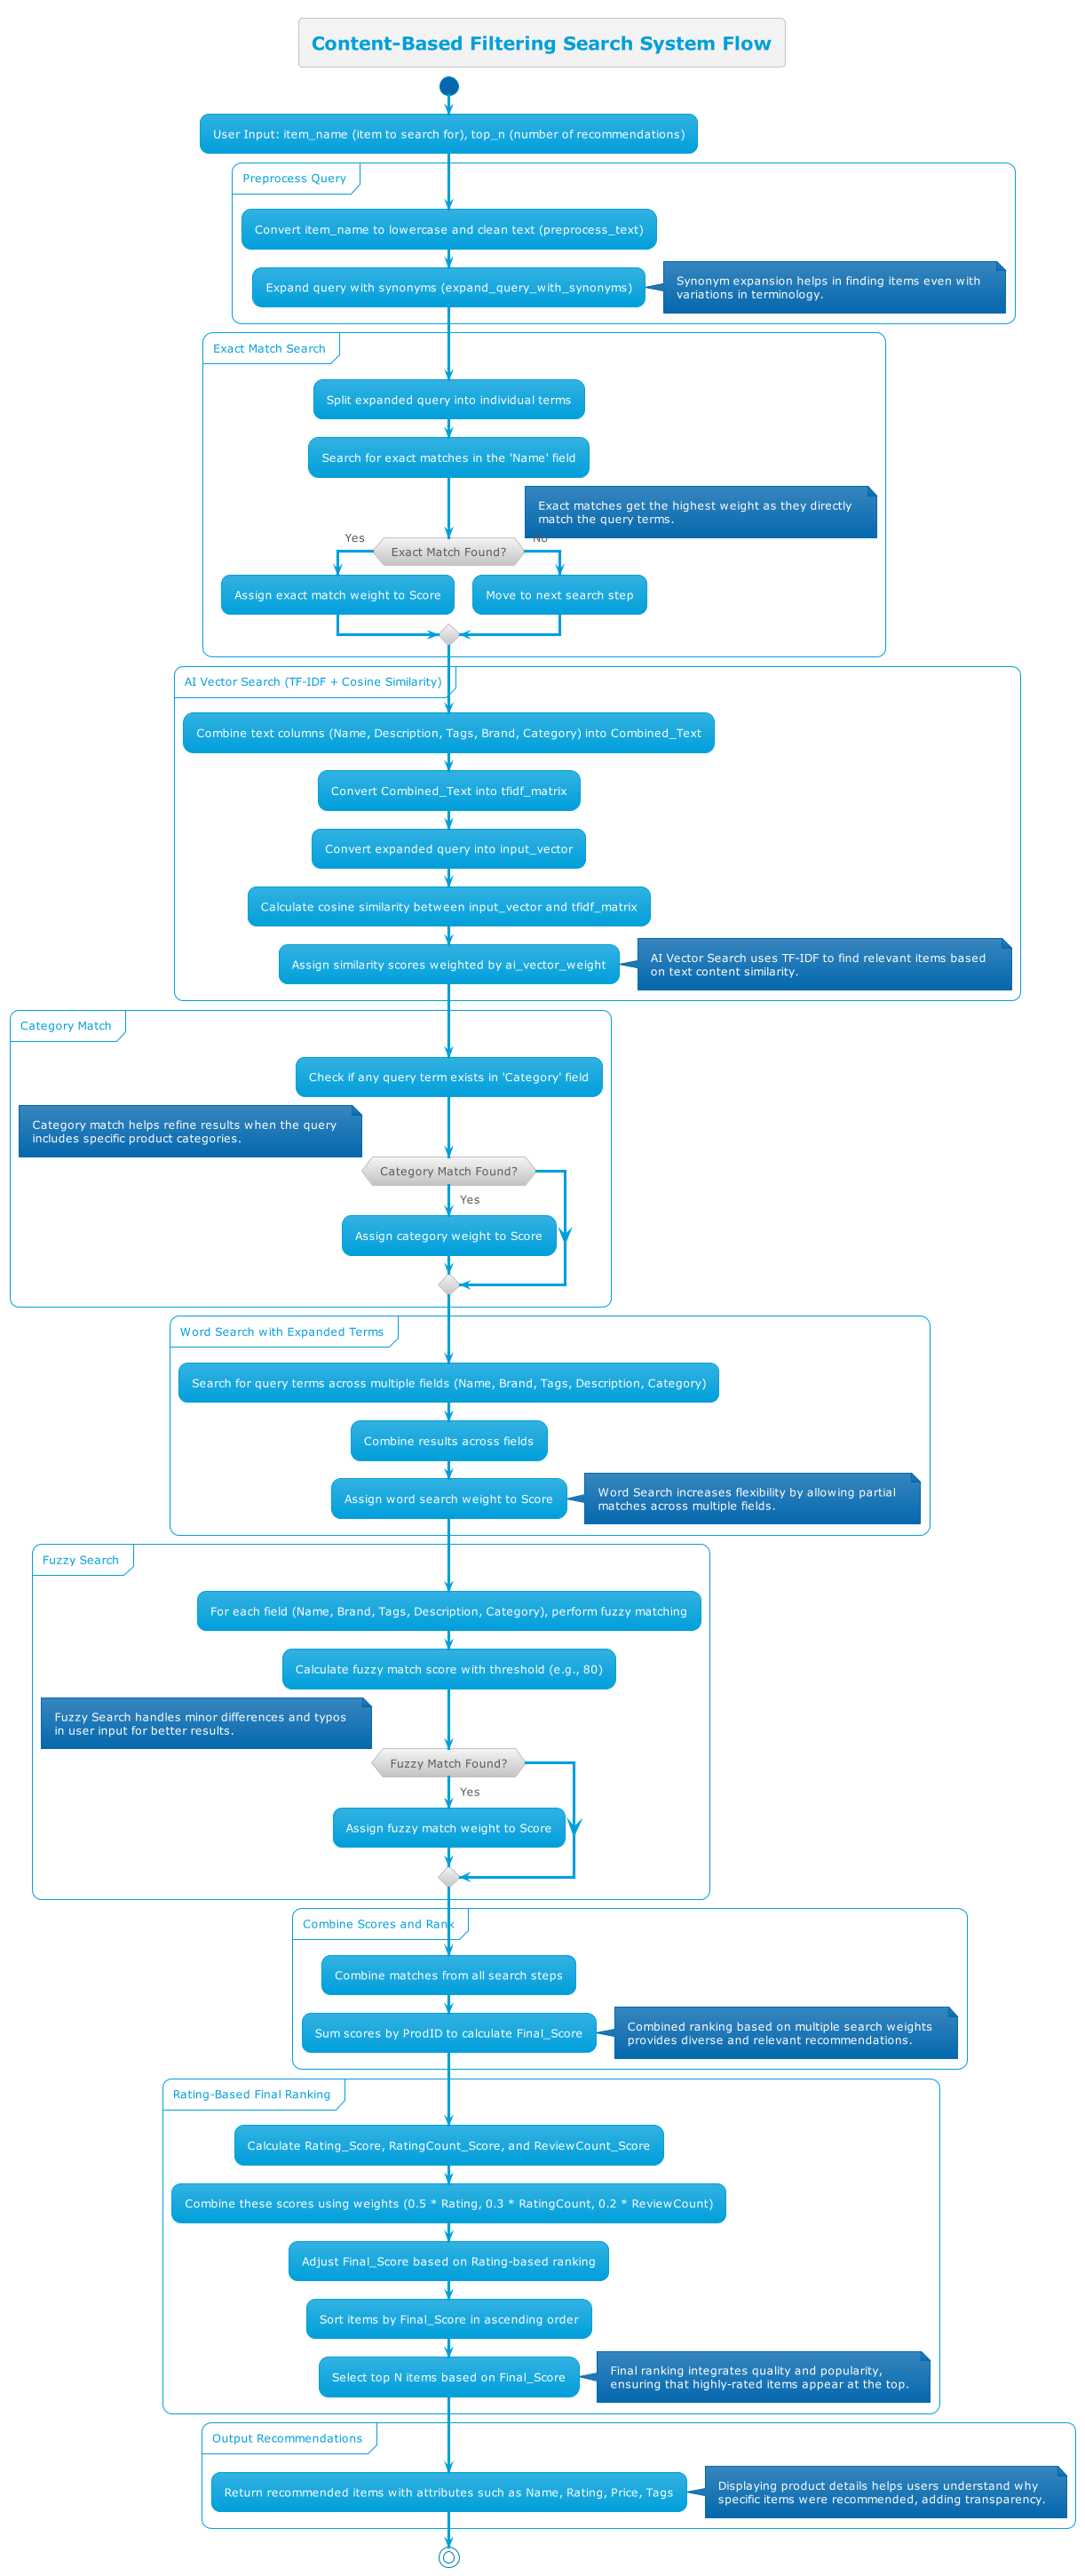 Content-Based Filtering Search System Flow
User Input: item_name (item to search for), top_n (number of recommendations)
Preprocess Query
Convert item_name to lowercase and clean text (preprocess_text)
Expand query with synonyms (expand_query_with_synonyms)
Synonym expansion helps in finding items even with
variations in terminology.
Exact Match Search
Split expanded query into individual terms
Search for exact matches in the 'Name' field
Exact matches get the highest weight as they directly
match the query terms.
Yes
Exact Match Found?
No
Assign exact match weight to Score
Move to next search step
AI Vector Search (TF-IDF + Cosine Similarity)
Combine text columns (Name, Description, Tags, Brand, Category) into Combined_Text
Convert Combined_Text into tfidf_matrix
Convert expanded query into input_vector
Calculate cosine similarity between input_vector and tfidf_matrix
Assign similarity scores weighted by ai_vector_weight
AI Vector Search uses TF-IDF to find relevant items based
on text content similarity.
Category Match
Check if any query term exists in 'Category' field
Category match helps refine results when the query
includes specific product categories.
Category Match Found?
Yes
Assign category weight to Score
Word Search with Expanded Terms
Search for query terms across multiple fields (Name, Brand, Tags, Description, Category)
Combine results across fields
Assign word search weight to Score
Word Search increases flexibility by allowing partial
matches across multiple fields.
Fuzzy Search
For each field (Name, Brand, Tags, Description, Category), perform fuzzy matching
Calculate fuzzy match score with threshold (e.g., 80)
Fuzzy Search handles minor differences and typos
in user input for better results.
Fuzzy Match Found?
Yes
Assign fuzzy match weight to Score
Combine Scores and Rank
Combine matches from all search steps
Sum scores by ProdID to calculate Final_Score
Combined ranking based on multiple search weights
provides diverse and relevant recommendations.
Rating-Based Final Ranking
Calculate Rating_Score, RatingCount_Score, and ReviewCount_Score
Combine these scores using weights (0.5 * Rating, 0.3 * RatingCount, 0.2 * ReviewCount)
Adjust Final_Score based on Rating-based ranking
Sort items by Final_Score in ascending order
Select top N items based on Final_Score
Final ranking integrates quality and popularity,
ensuring that highly-rated items appear at the top.
Output Recommendations
Return recommended items with attributes such as Name, Rating, Price, Tags
Displaying product details helps users understand why
specific items were recommended, adding transparency.